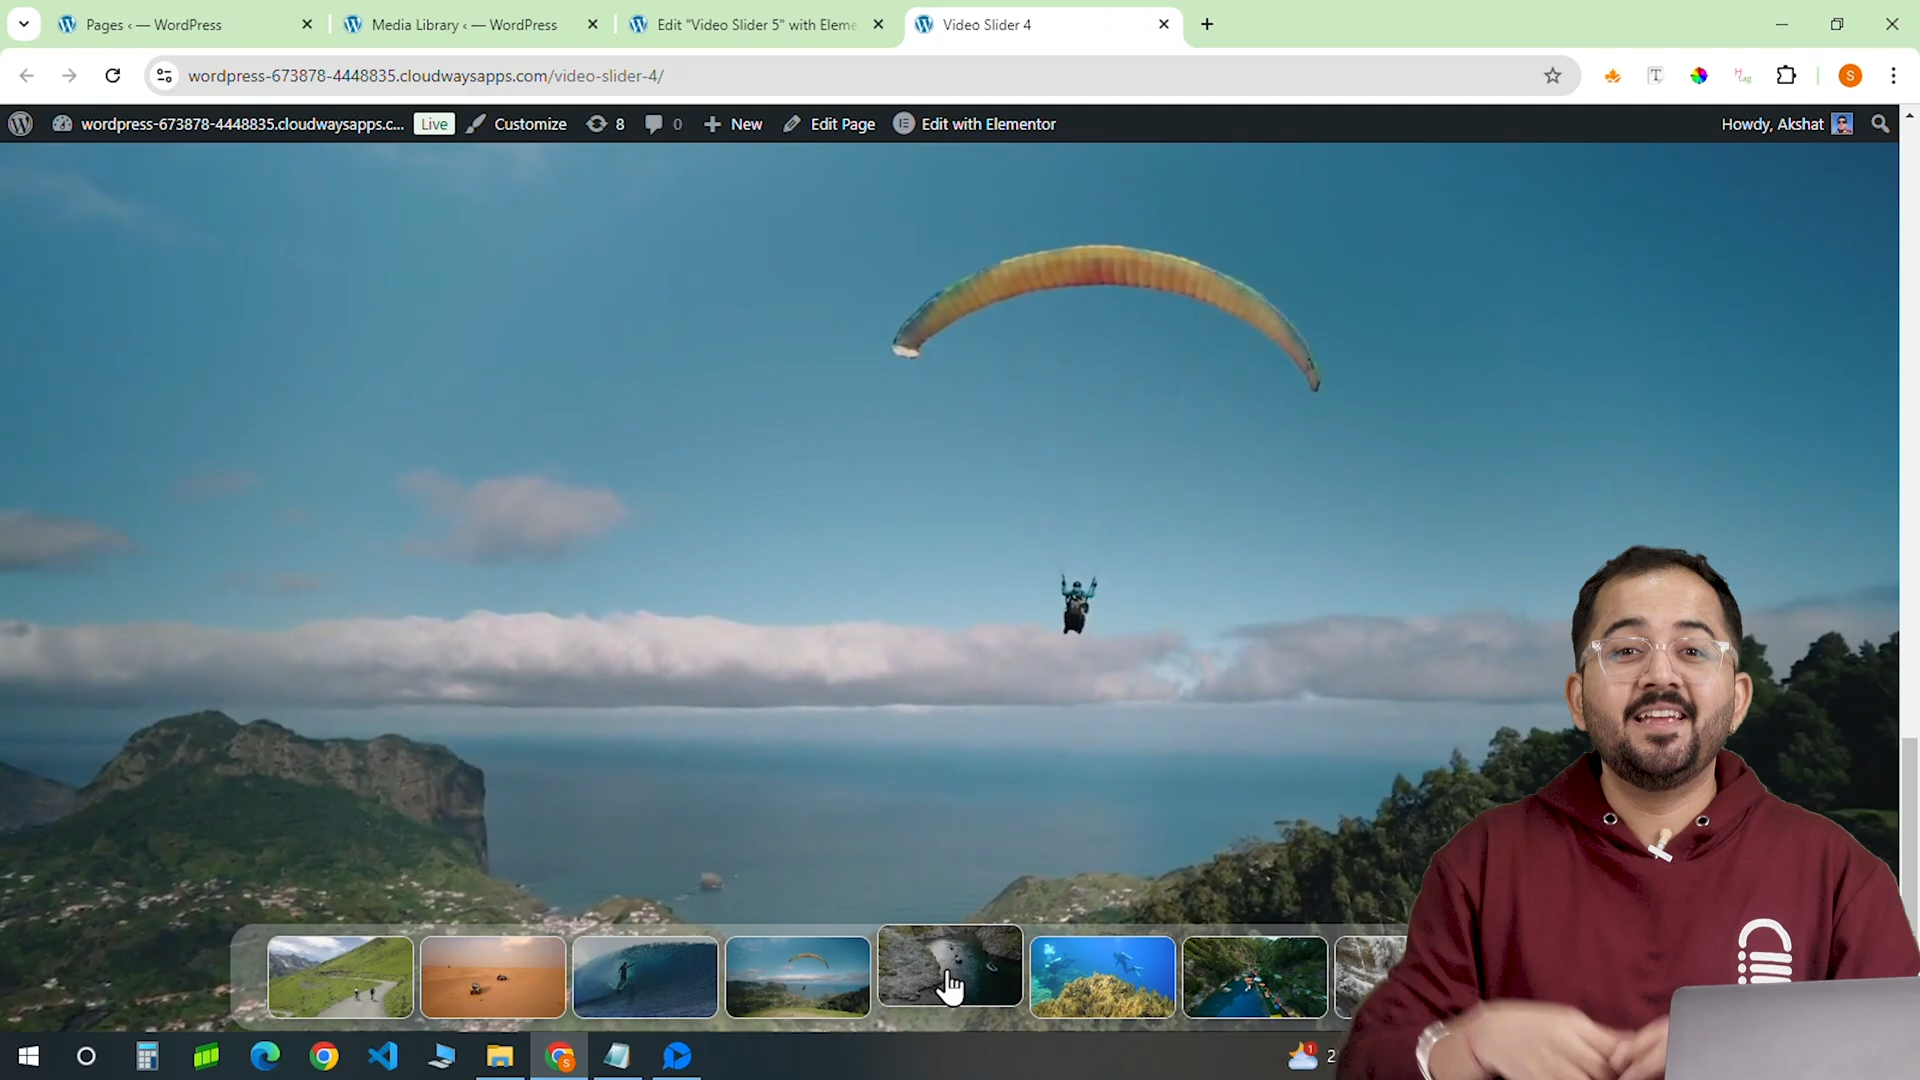 Pages ‹ — WordPress
Media Library ‹ — WordPress
Edit "Video Slider 5" with Eleme
Video Slider 4
wordpress-673878-4448835.cloudwaysapps.com/video-slider-4/
T
H
tag
S
wordpress-673878-4448835.cloudwaysapps.c...
Live
Customize
8
0
New
Edit Page
Edit with Elementor
Howdy, Akshat
S
1
2